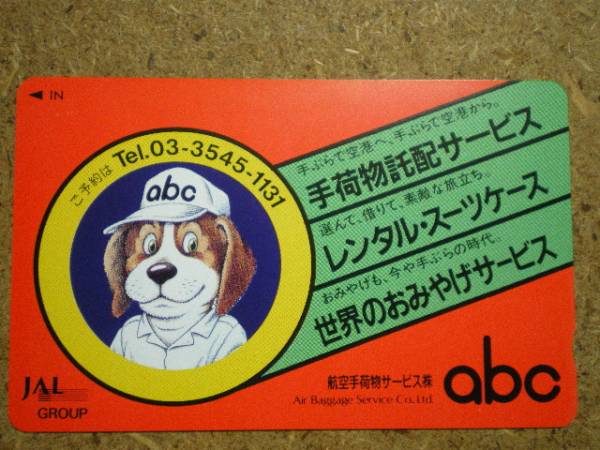 ◀ IN
ご予約は Tel.03-3545-1131
abc
手ぶらで空港へ、手ぶらで空港から。
手荷物託配サービス
選んで、借りて、素敵な旅立ち。
レンタル・スーツケース
おみやげも、今や手ぶらの時代。
世界のおみやげサービス
JAL
GROUP
航空手荷物サービス株
Air Baggage Service Co., Ltd.
abc